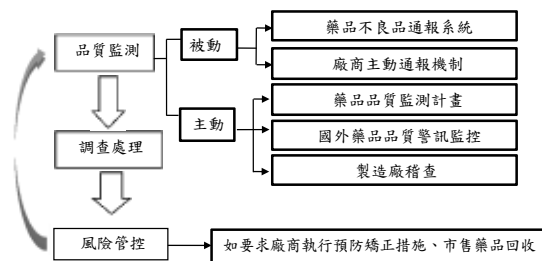 品質監測
被動
藥品不良品通報系統
廠商主動通報機制
主動
藥品品質監測計畫
國外藥品品質警訊監控
製造廠稽查
調查處理
風險管控
如要求廠商執行預防矯正措施、市售藥品回收